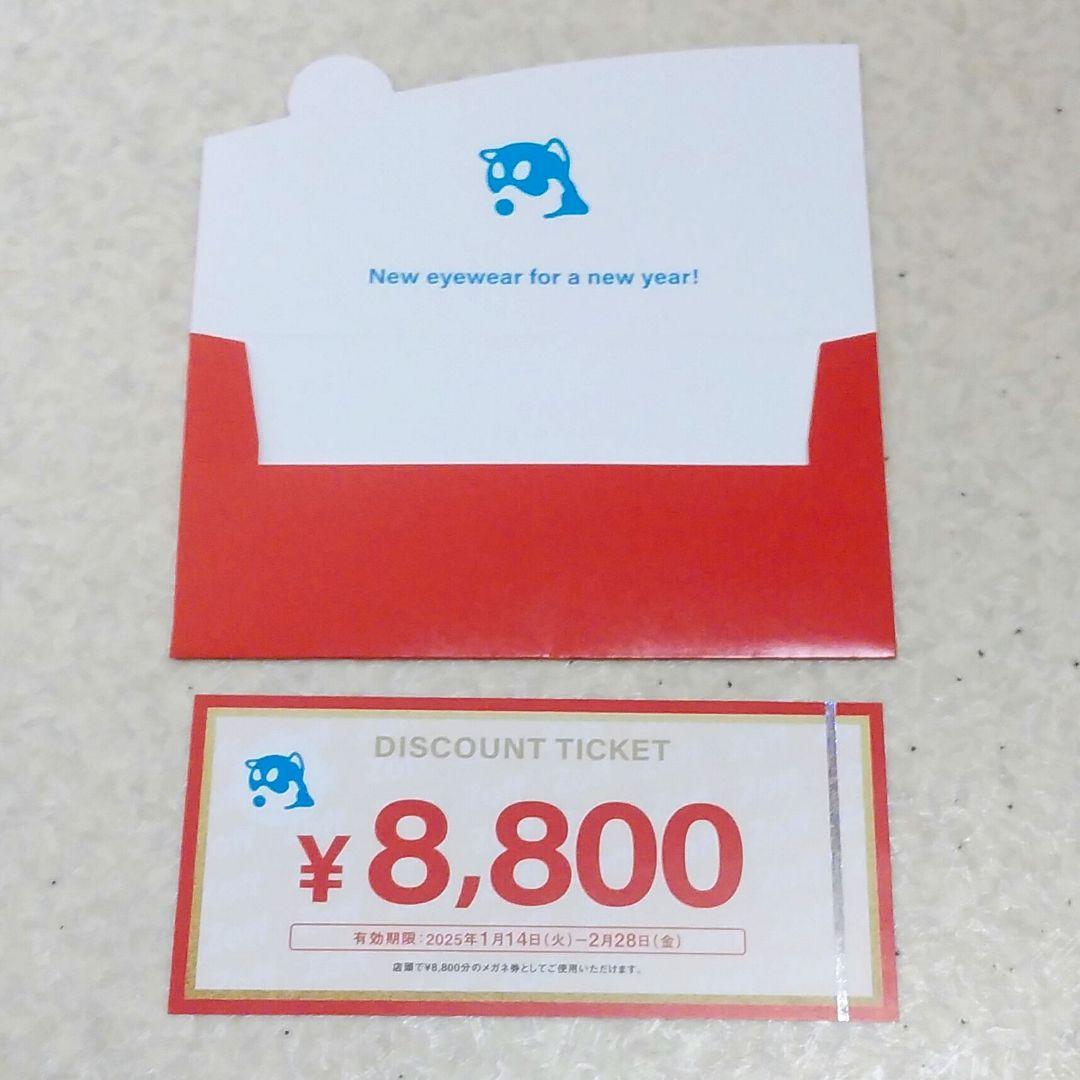 New eyewear for a new year!
DISCOUNT TICKET
¥8,800
有効期限：2025年1月14日（火）−2月28日（金）
店頭で¥8,800分のメガネ券としてご使用いただけます。